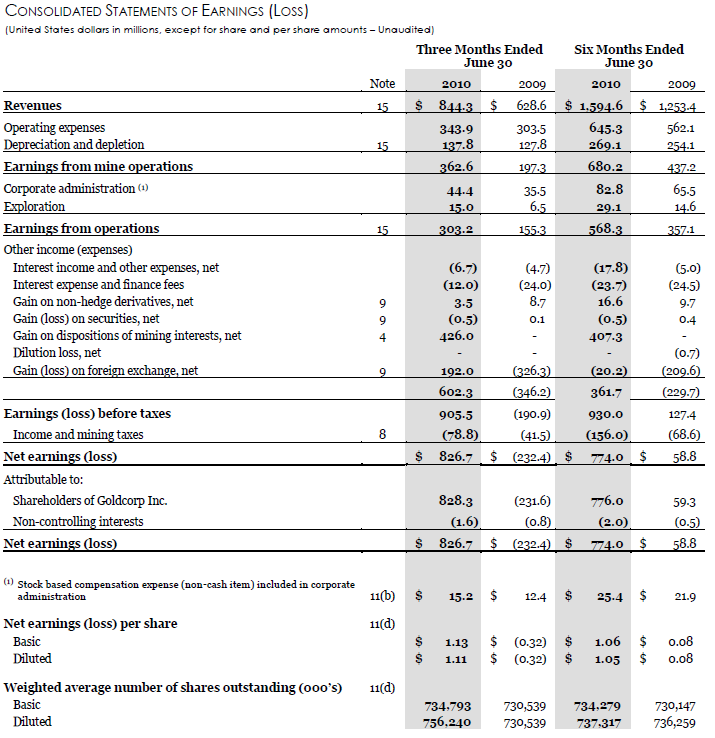 CONSOLIDATED STATEMENTS OF EARNINGS (LOSS)
(United States dollars in millions, except for share and per share amounts – Unaudited)
Three Months Ended June 30 Six Months Ended June 30
Note 2010 2009 2010 2009
Revenues 15 $ 844.3 $ 628.6 $ 1,594.6 $ 1,253.4
Operating expenses 343.9 303.5 645.3 562.1
Depreciation and depletion 15 137.8 127.8 269.1 254.1
Earnings from mine operations 362.6 197.3 680.2 437.2
Corporate administration (1) 44.4 35.5 82.8 65.5
Exploration 15.0 6.5 29.1 14.6
Earnings from operations 15 303.2 155.3 568.3 357.1
Other income (expenses)
Interest income and other expenses, net (6.7) (4.7) (17.8) (5.0)
Interest expense and finance fees (12.0) (24.0) (23.7) (24.5)
Gain on non-hedge derivatives, net 9 3.5 8.7 16.6 9.7
Gain (loss) on securities, net 9 (0.5) 0.1 (0.5) 0.4
Gain on dispositions of mining interests, net 4 426.0 - 407.3 -
Dilution loss, net - - - (0.7)
Gain (loss) on foreign exchange, net 9 192.0 (326.3) (20.2) (209.6)
602.3 (346.2) 361.7 (229.7)
Earnings (loss) before taxes 905.5 (190.9) 930.0 127.4
Income and mining taxes 8 (78.8) (41.5) (156.0) (68.6)
Net earnings (loss) $ 826.7 $ (232.4) $ 774.0 $ 58.8
Attributable to:
Shareholders of Goldcorp Inc. 828.3 (231.6) 776.0 59.3
Non-controlling interests (1.6) (0.8) (2.0) (0.5)
Net earnings (loss) $ 826.7 $ (232.4) $ 774.0 $ 58.8
(1) Stock based compensation expense (non-cash item) included in corporate
administration 11(b) $ 15.2 $ 12.4 $ 25.4 $ 21.9
Net earnings (loss) per share 11(d)
Basic $ 1.13 $ (0.32) $ 1.06 $ 0.08
Diluted $ 1.11 $ (0.32) $ 1.05 $ 0.08
Weighted average number of shares outstanding (000's) 11(d)
Basic 734,793 730,539 734,279 730,147
Diluted 756,240 730,539 737,317 736,259